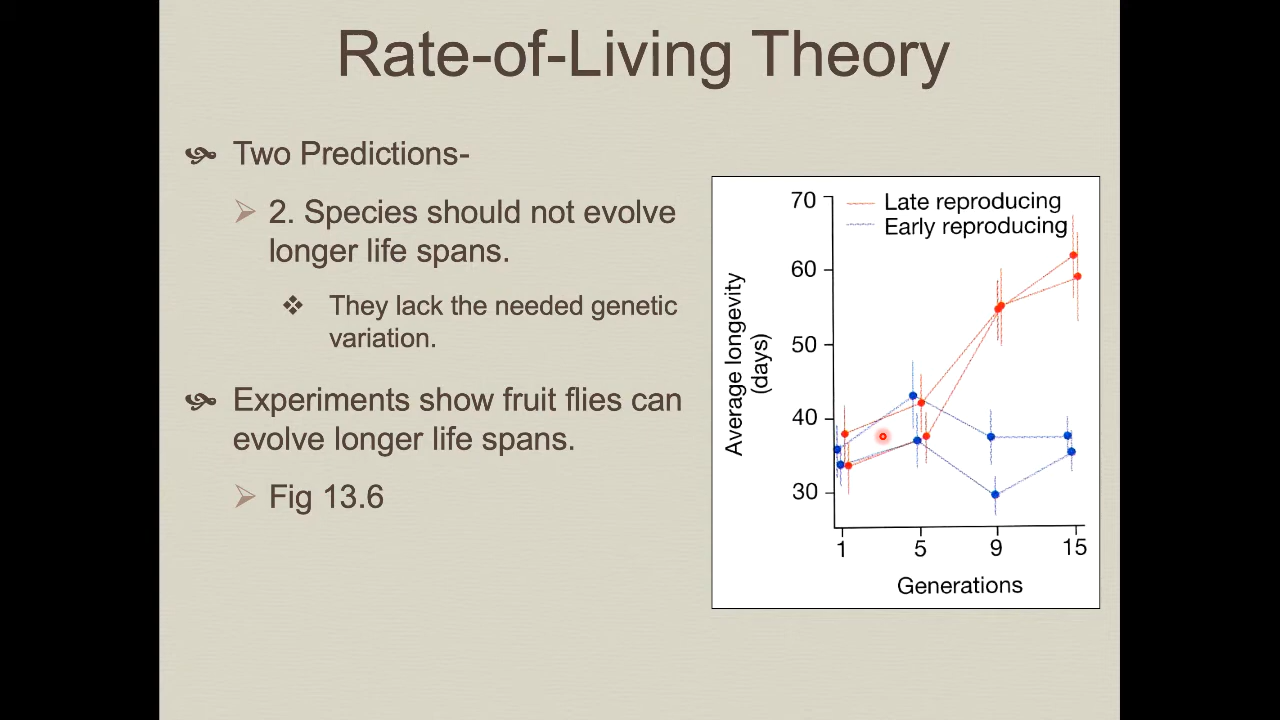 Rate-of-Living Theory
Two Predictions-
2. Species should not evolve
longer life spans.
They lack the needed genetic
variation.
Experiments show fruit flies can
evolve longer life spans.
Fig 13.6
Late reproducing
Early reproducing
Average longevity
(days)
70
60
50
40
30
1 5 9 15
Generations